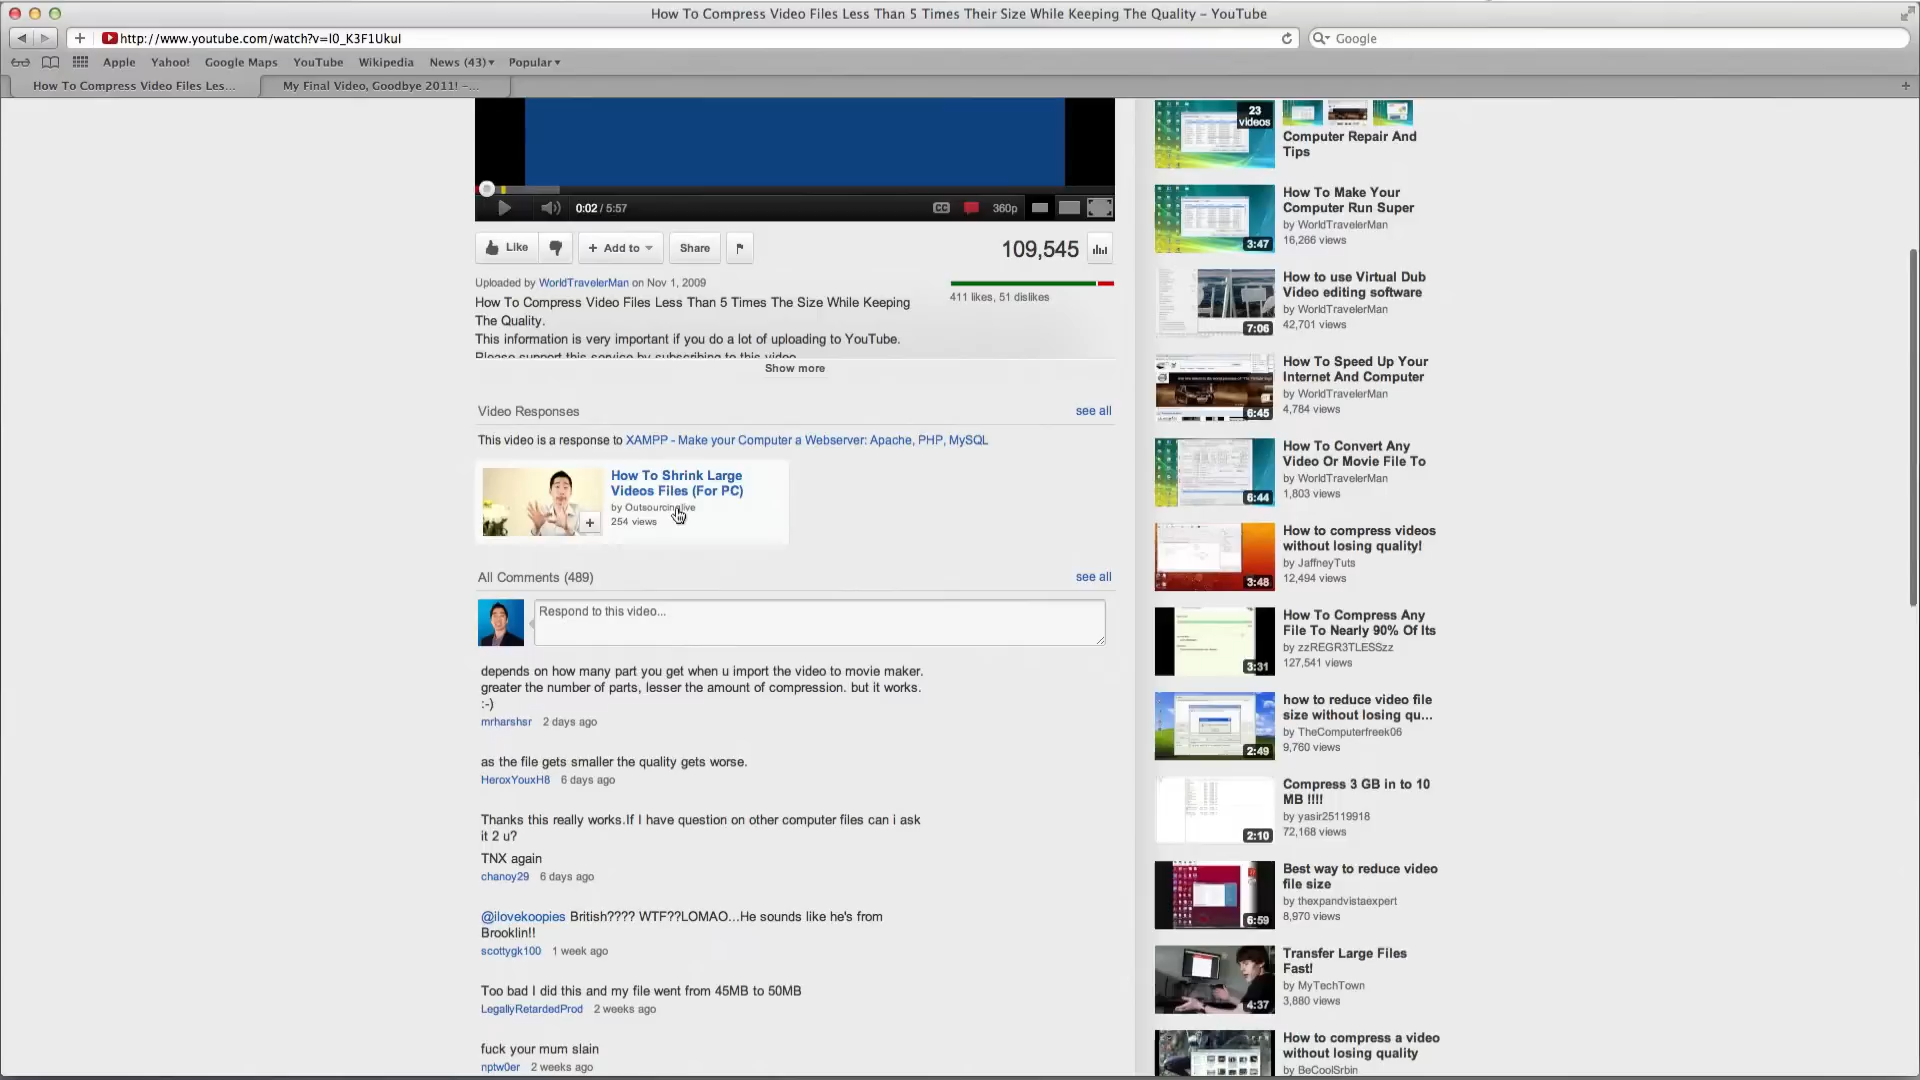 How To Compress Video Files Less Than 5 Times Their Size While Keeping The Quality – YouTube
http://www.youtube.com/watch?v=I0_K3F1UkuI
Google
Apple
Yahoo!
Google Maps
YouTube
Wikipedia
News (43)
Popular
How To Compress Video Files Les...
My Final Video, Goodbye 2011! –...
0:02 / 5:57
CC
360p
Like
+ Add to
Share
109,545
Uploaded by WorldTravelerMan on Nov 1, 2009
411 likes, 51 dislikes
How To Compress Video Files Less Than 5 Times The Size While Keeping
The Quality.
This information is very important if you do a lot of uploading to YouTube.
Please support this service by subscribing to this video
Show more
Video Responses
see all
This video is a response to XAMPP - Make your Computer a Webserver: Apache, PHP, MySQL
How To Shrink Large
Videos Files (For PC)
by Outsourcinglive
254 views
All Comments (489)
see all
Respond to this video...
depends on how many part you get when u import the video to movie maker.
greater the number of parts, lesser the amount of compression. but it works.
:-)
mrharshsr 2 days ago
as the file gets smaller the quality gets worse.
HeroxYouxH8 6 days ago
Thanks this really works.If I have question on other computer files can i ask
it 2 u?
TNX again
chanoy29 6 days ago
@ilovekoopies British???? WTF??LOMAO...He sounds like he's from
Brooklin!!
scottygk100 1 week ago
Too bad I did this and my file went from 45MB to 50MB
LegallyRetardedProd 2 weeks ago
fuck your mum slain
nptw0er 2 weeks ago
23
videos
Computer Repair And
Tips
How To Make Your
Computer Run Super
by WorldTravelerMan
16,266 views
3:47
How to use Virtual Dub
Video editing software
by WorldTravelerMan
42,701 views
7:06
How To Speed Up Your
Internet And Computer
by WorldTravelerMan
4,784 views
6:45
How To Convert Any
Video Or Movie File To
by WorldTravelerMan
1,803 views
6:44
How to compress videos
without losing quality!
by JaffneyTuts
12,494 views
3:48
How To Compress Any
File To Nearly 90% Of Its
by zzREGR3TLESSzz
127,541 views
3:31
how to reduce video file
size without losing qu...
by TheComputerfreek06
9,760 views
2:49
Compress 3 GB in to 10
MB !!!!
by yasir25119918
72,168 views
2:10
Best way to reduce video
file size
by thexpandvistaexpert
8,970 views
6:59
Transfer Large Files
Fast!
by MyTechTown
3,880 views
4:37
How to compress a video
without losing quality
by BeCoolSrbin